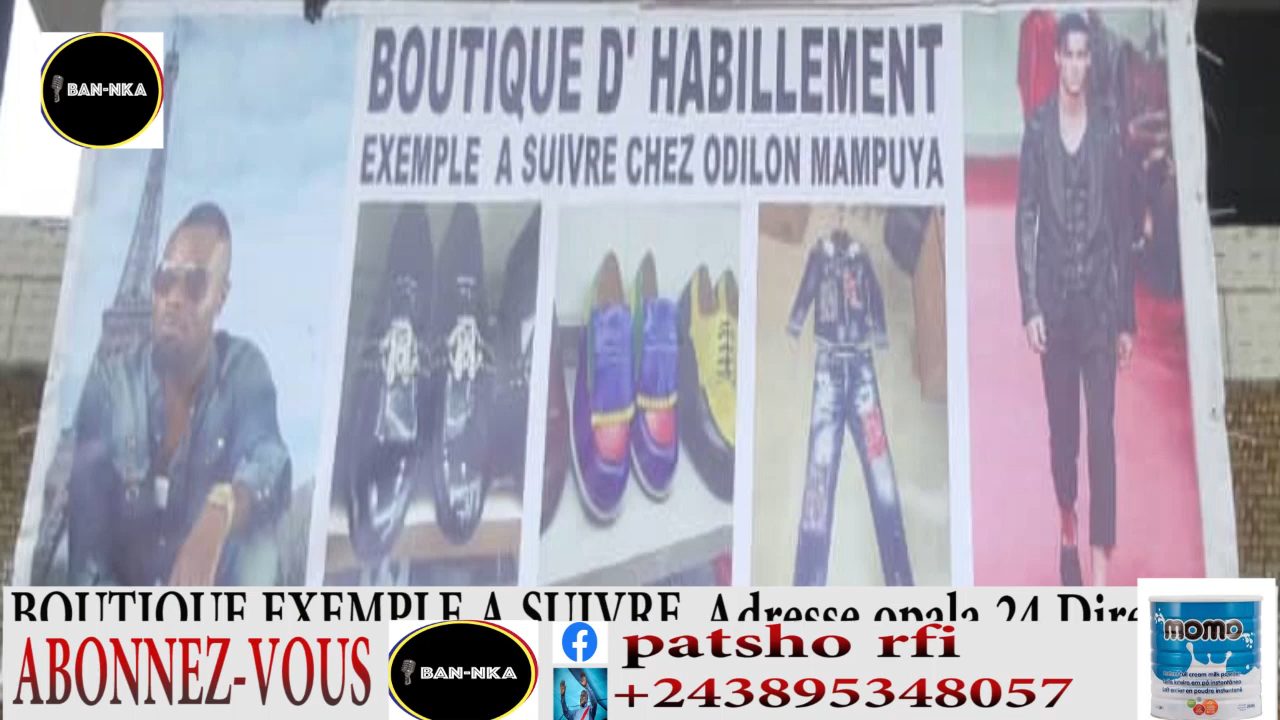 BAN-NKA
BOUTIQUE D' HABILLEMENT
EXEMPLE A SUIVRE CHEZ ODILON MAMPUYA
BOUTIQUE EXEMPLE A SUIVRE Adresse opala 24 Dire
ABONNEZ-VOUS
BAN-NKA
patsho rfi
+243895348057
momo